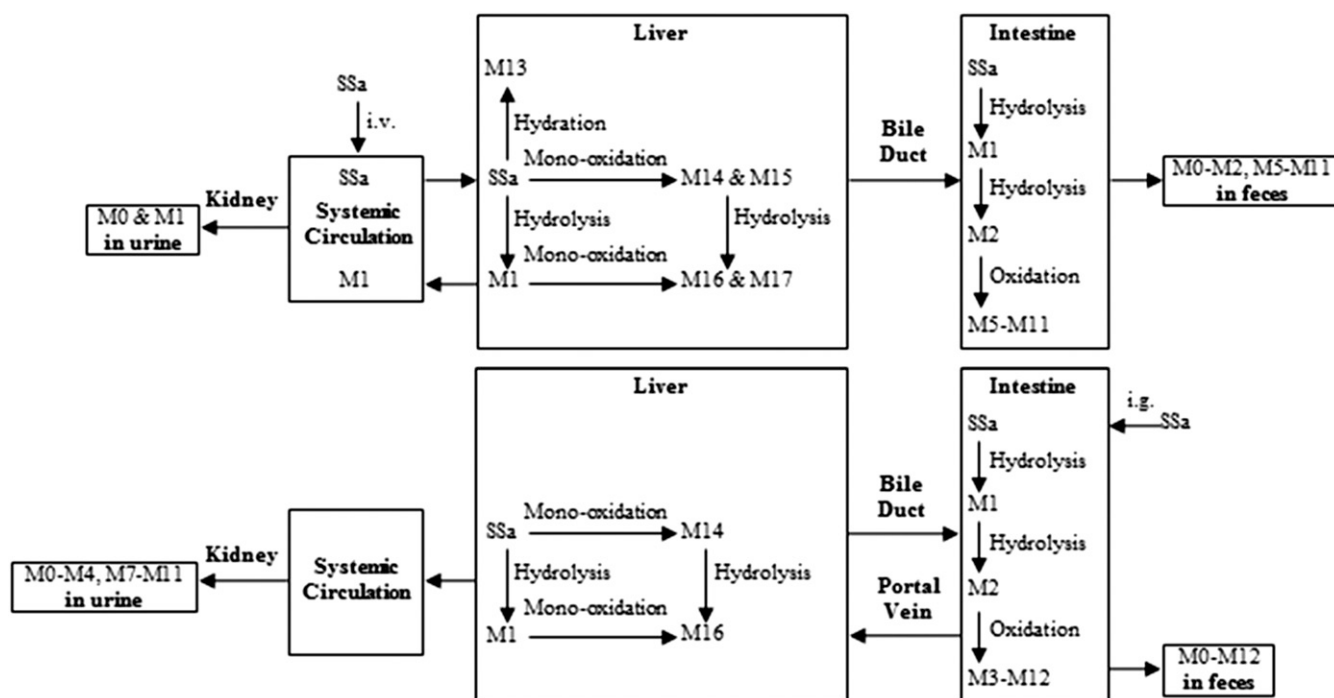 Liver
Intestine
M13
SSa
SSa
i.v.
Hydrolysis
Hydration
Bile
Duct
Mono-oxidation
M1
SSa
SSa
M14 & M15
M0-M2, M5-M11
in feces
Kidney
Systemic
Circulation
Hydrolysis
Hydrolysis
Hydrolysis
M0 & M1
in urine
M2
Mono-oxidation
M1
M1
M16 & M17
Oxidation
M5-M11
Liver
Intestine
i.g.
SSa
SSa
Hydrolysis
Bile
Duct
M1
Mono-oxidation
SSa
M14
Hydrolysis
Kidney
Systemic
Circulation
Hydrolysis
Hydrolysis
M0-M4, M7-M11
in urine
Portal
Vein
M2
Mono-oxidation
M1
M16
Oxidation
M3-M12
M0-M12
in feces